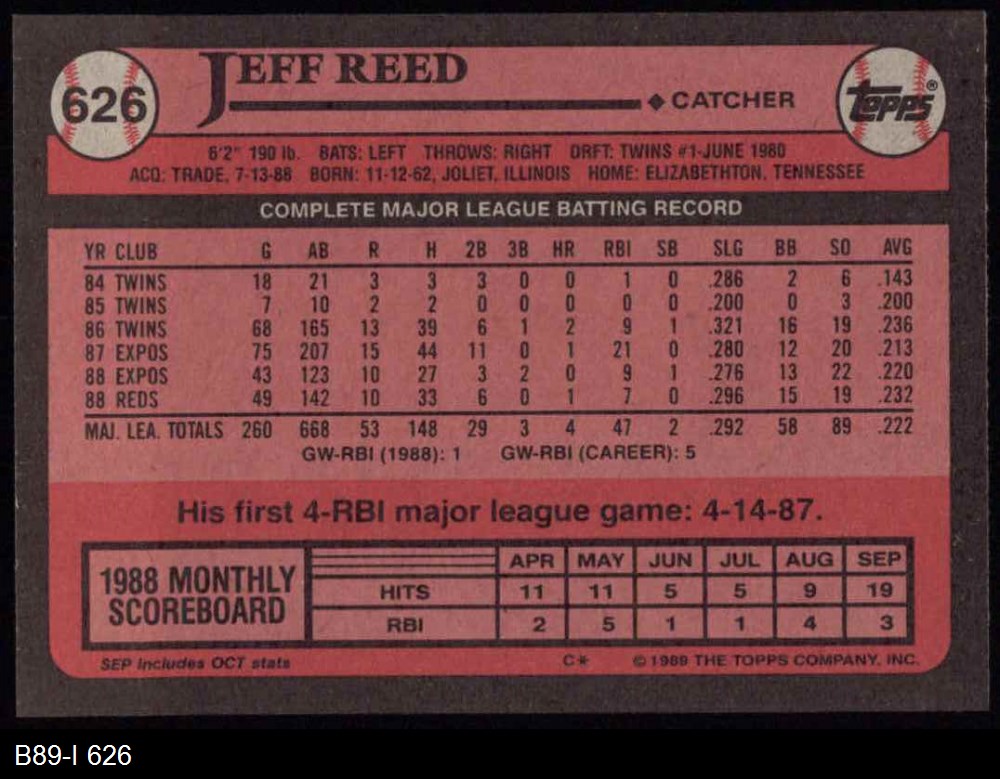 626
JEFF REED
CATCHER
Topps®
6'2" 190 lb. BATS: LEFT THROWS: RIGHT DRFT: TWINS #1-JUNE 1980
ACQ: TRADE, 7-13-88 BORN: 11-12-62, JOLIET, ILLINOIS HOME: ELIZABETHTON, TENNESSEE
COMPLETE MAJOR LEAGUE BATTING RECORD
YR CLUB G AB R H 2B 3B HR RBI SB SLG BB SO AVG
84 TWINS 18 21 3 3 3 0 0 1 0 .286 2 6 .143
85 TWINS 7 10 2 2 0 0 0 0 0 .200 0 3 .200
86 TWINS 68 165 13 39 6 1 2 9 1 .321 16 19 .236
87 EXPOS 75 207 15 44 11 0 1 21 0 .280 12 20 .213
88 EXPOS 43 123 10 27 3 2 0 9 1 .276 13 22 .220
88 REDS 49 142 10 33 6 0 1 7 0 .296 15 19 .232
MAJ. LEA. TOTALS 260 668 53 148 29 3 4 47 2 .292 58 89 .222
GW-RBI (1988): 1 GW-RBI (CAREER): 5
His first 4-RBI major league game: 4-14-87.
1988 MONTHLY SCOREBOARD
APR MAY JUN JUL AUG SEP
HITS 11 11 5 5 9 19
RBI 2 5 1 1 4 3
SEP includes OCT stats C* ©1989 THE TOPPS COMPANY, INC.
B89-I 626